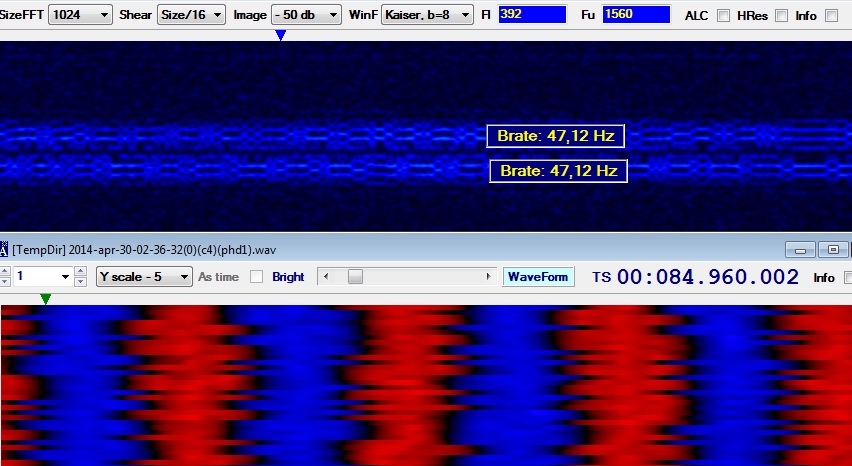 SizeFFT 1024 Shear Size/16 Image - 50 db WinF Kaiser, b=8 Fl 392 Fu 1560 ALC HRes Info
Brate: 47,12 Hz
Brate: 47,12 Hz
[TempDir] 2014-apr-30-02-36-32(0)(c4)(phd1).wav
1 Y scale - 5 As time Bright WaveForm TS 00:084.960.002 Info